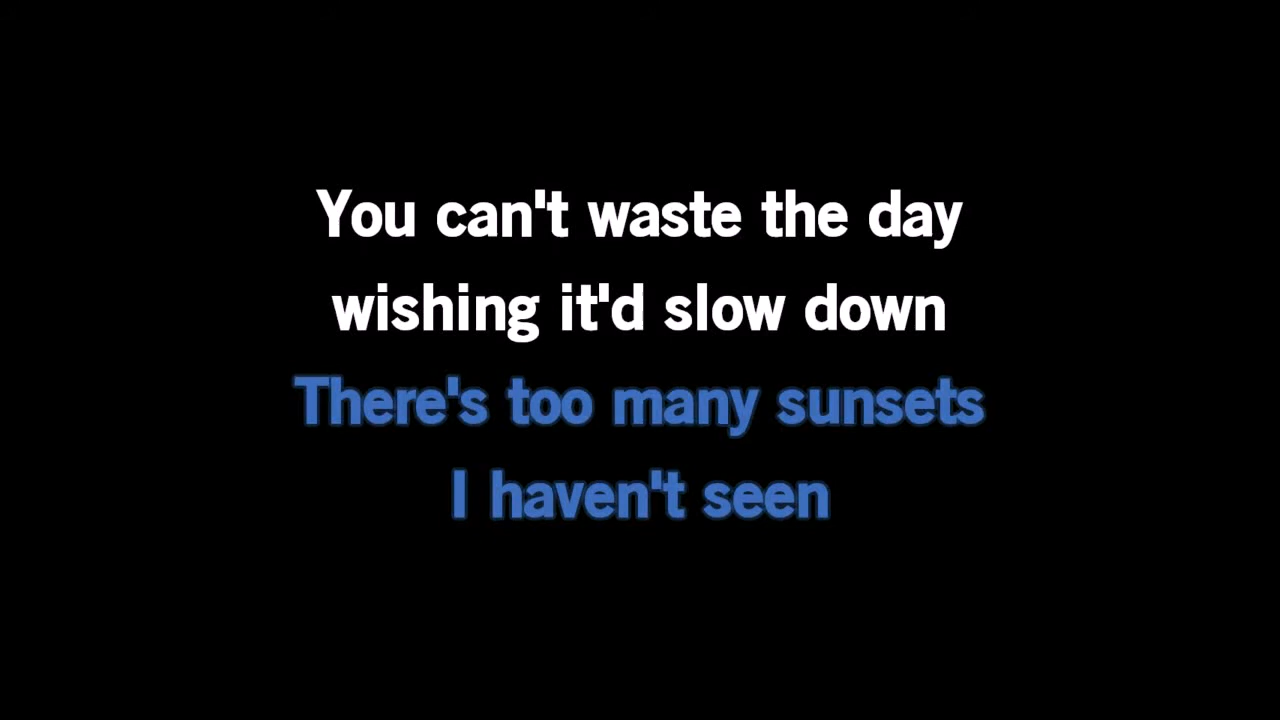 You can't waste the day
wishing it'd slow down
There's too many sunsets
I haven't seen